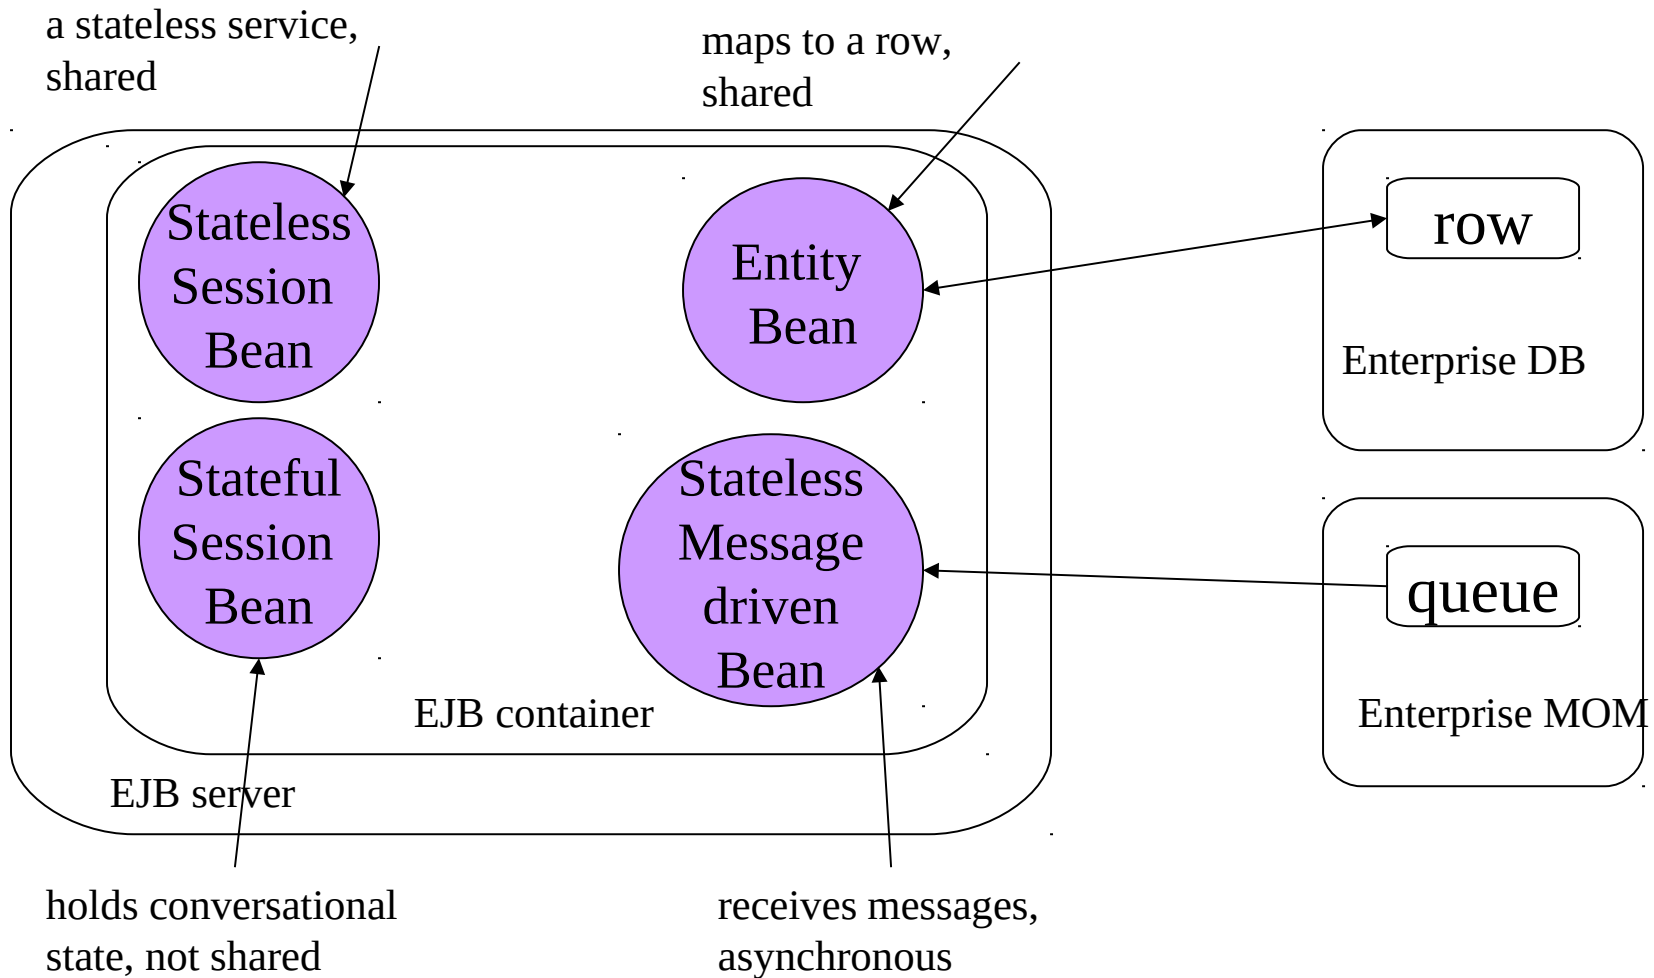 a stateless service,
shared
maps to a row,
shared
Stateless
Session
Bean
Entity
Bean
row
Enterprise DB
Stateful
Session
Bean
Stateless
Message
driven
Bean
queue
Enterprise MOM
EJB container
EJB server
holds conversational
state, not shared
receives messages,
asynchronous